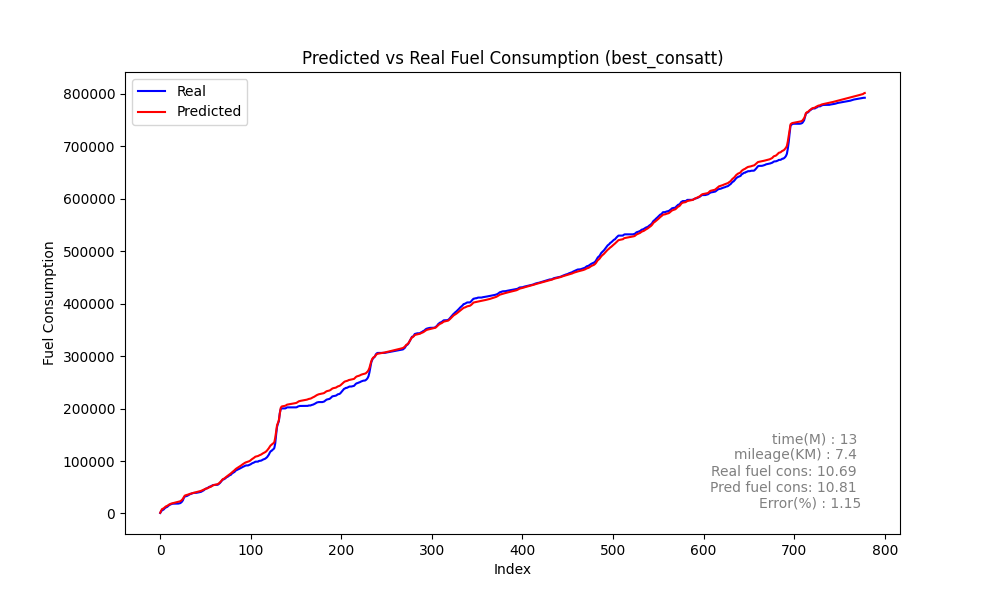 Predicted vs Real Fuel Consumption (best_consatt)
Real
Predicted
800000
700000
600000
500000
400000
300000
200000
100000
0
Fuel Consumption
time(M) : 13
mileage(KM) : 7.4
Real fuel cons: 10.69
Pred fuel cons: 10.81
Error(%) : 1.15
0 100 200 300 400 500 600 700 800
Index